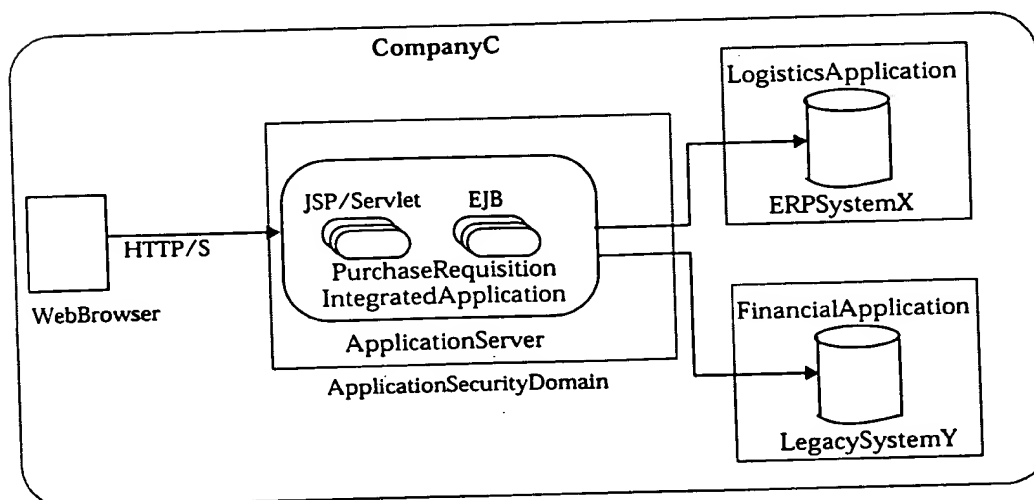 CompanyC
LogisticsApplication
ERPSystemX
JSP/Servlet
EJB
PurchaseRequisition
IntegratedApplication
HTTP/S
WebBrowser
ApplicationServer
ApplicationSecurityDomain
FinancialApplication
LegacySystemY